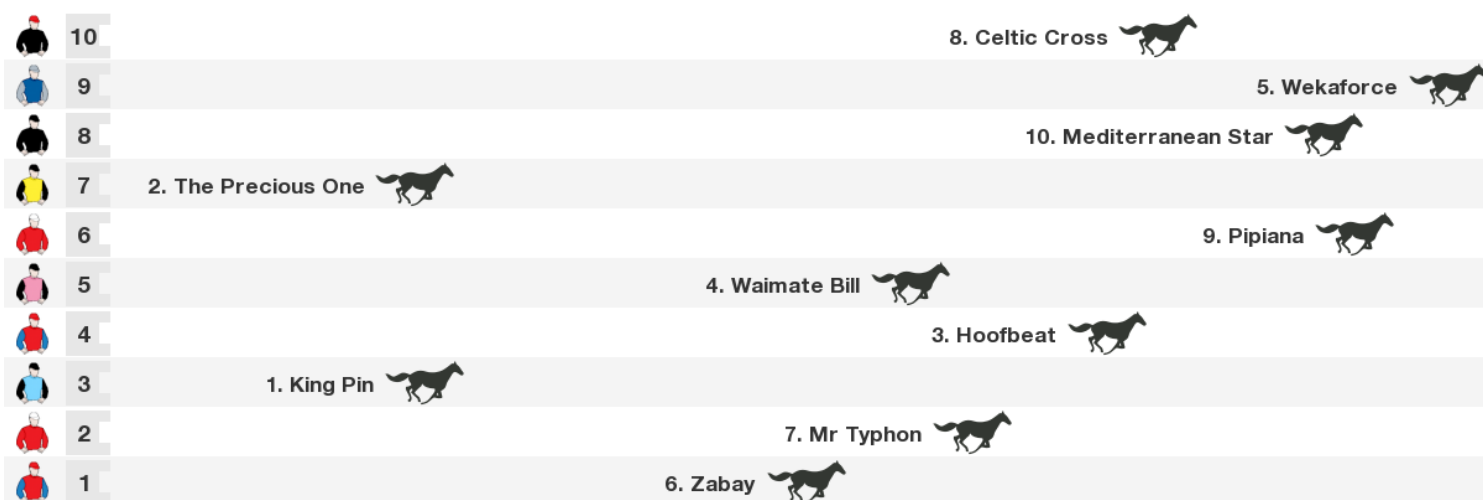 10 8. Celtic Cross
9 5. Wekaforce
8 10. Mediterranean Star
7 2. The Precious One
6 9. Pipiana
5 4. Waimate Bill
4 3. Hoofbeat
3 1. King Pin
2 7. Mr Typhon
1 6. Zabay